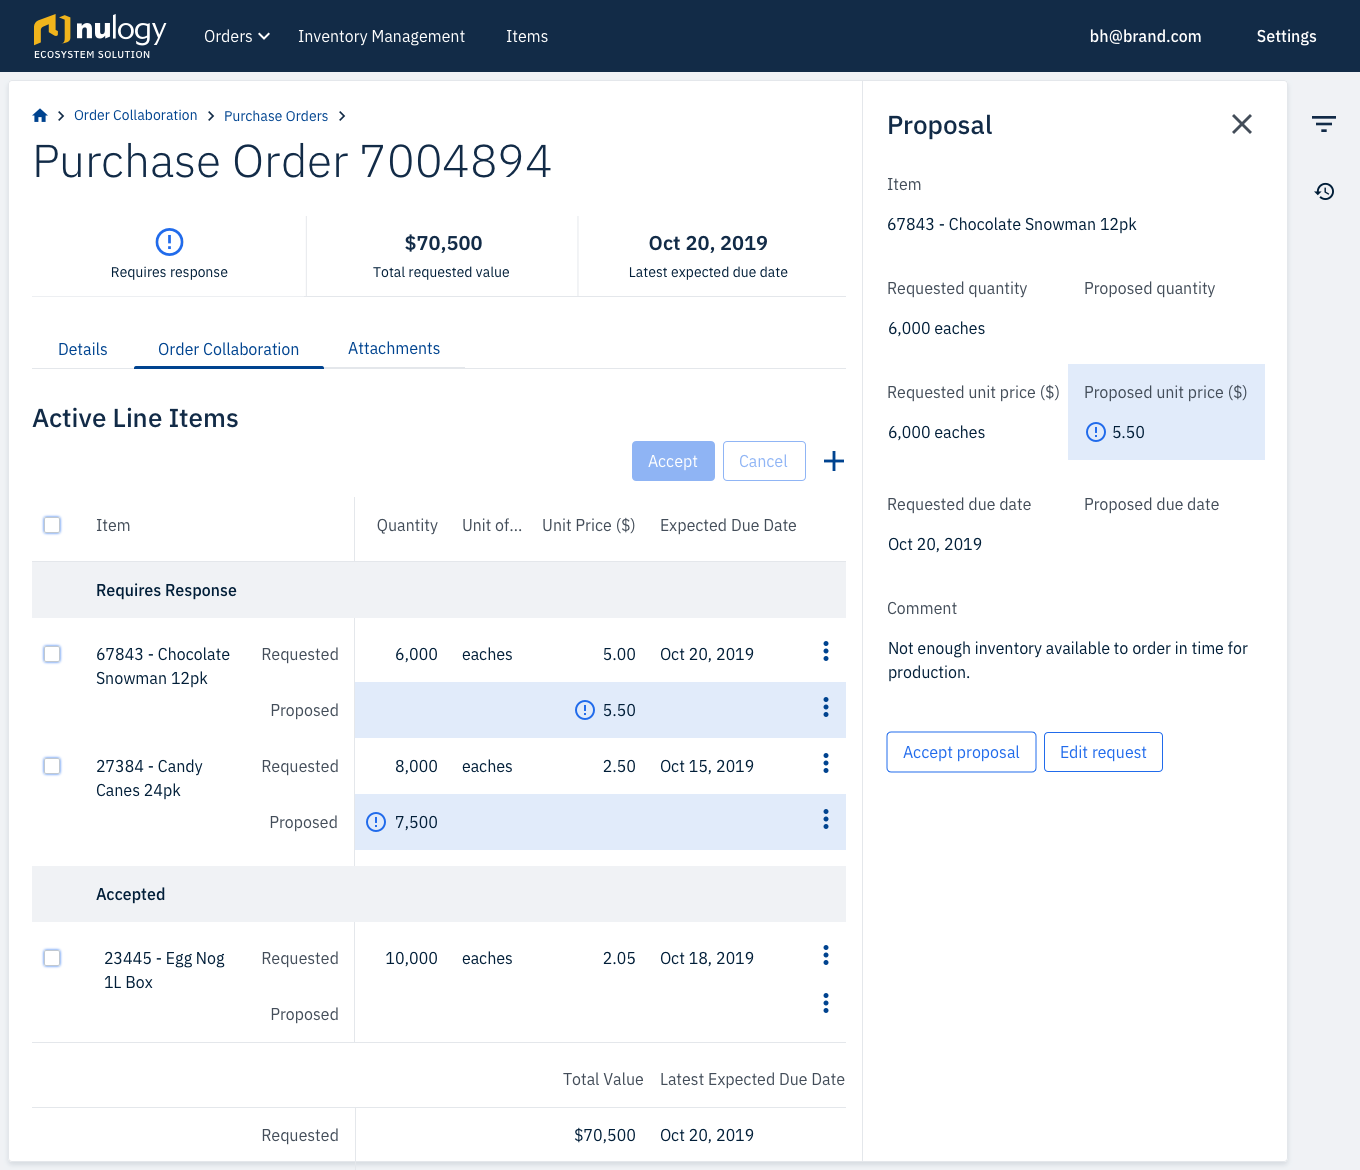 nulogy
ECOSYSTEM SOLUTION
Orders
Inventory Management
Items
bh@brand.com
Settings
Order Collaboration
Purchase Orders
Purchase Order 7004894
Requires response
$70,500
Total requested value
Oct 20, 2019
Latest expected due date
Details
Order Collaboration
Attachments
Active Line Items
Accept
Cancel
Item Quantity Unit of... Unit Price ($) Expected Due Date
Requires Response
67843 - Chocolate Requested 6,000 eaches 5.00 Oct 20, 2019
Snowman 12pk
Proposed 5.50
27384 - Candy Requested 8,000 eaches 2.50 Oct 15, 2019
Canes 24pk
Proposed 7,500
Accepted
23445 - Egg Nog Requested 10,000 eaches 2.05 Oct 18, 2019
1L Box
Proposed
Total Value Latest Expected Due Date
Requested $70,500 Oct 20, 2019
Proposal
Item
67843 - Chocolate Snowman 12pk
Requested quantity Proposed quantity
6,000 eaches
Requested unit price ($) Proposed unit price ($)
6,000 eaches 5.50
Requested due date Proposed due date
Oct 20, 2019
Comment
Not enough inventory available to order in time for
production.
Accept proposal
Edit request